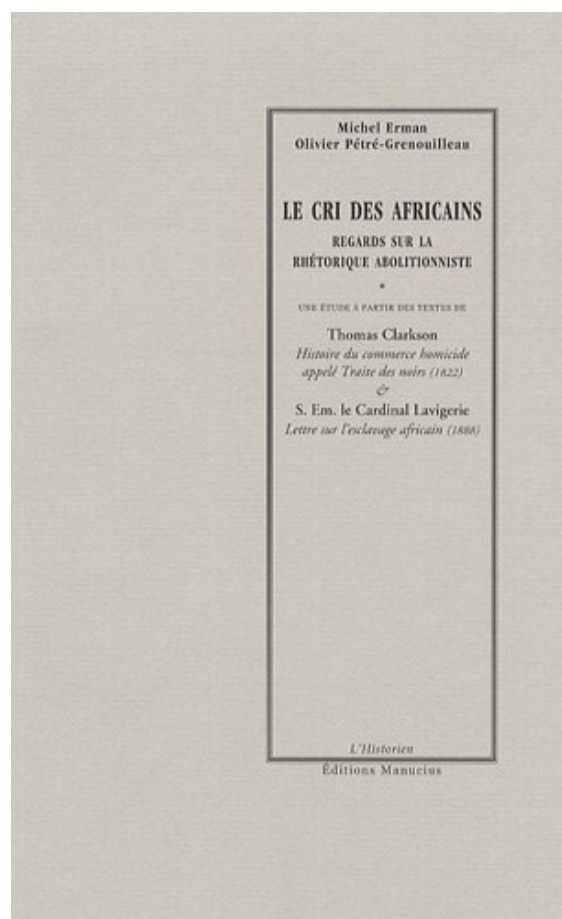 Michel Erman
Olivier Pétré-Grenouilleau
LE CRI DES AFRICAINS
REGARDS SUR LA
RHÉTORIQUE ABOLITIONNISTE
*
UNE ÉTUDE À PARTIR DES TEXTES DE
Thomas Clarkson
Histoire du commerce homicide
appelé Traite des noirs (1822)
&
S. Em. le Cardinal Lavigerie
Lettre sur l'esclavage africain (1888)
L'Historien
Éditions Manucius